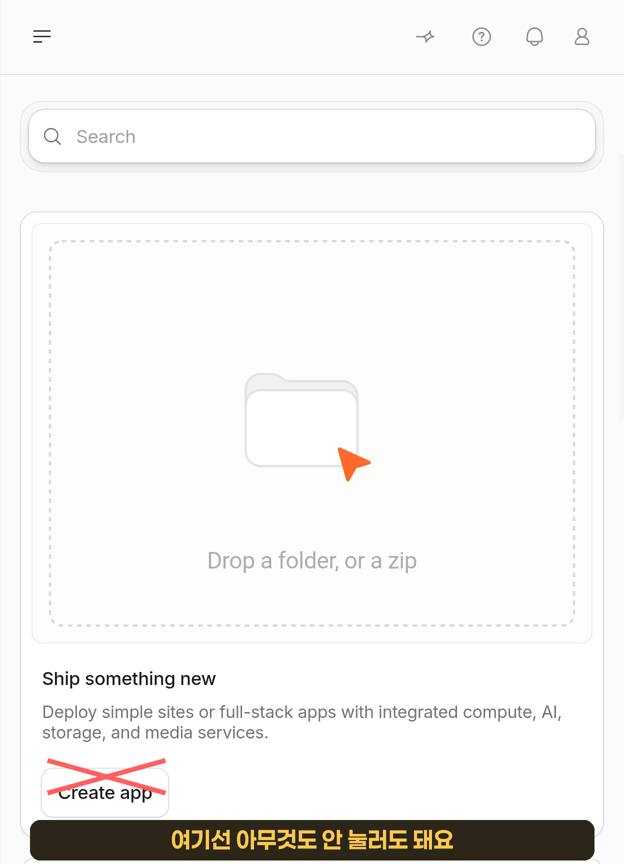 Search
Drop a folder, or a zip
Ship something new
Deploy simple sites or full-stack apps with integrated compute, AI,
storage, and media services.
Create app
여기선 아무것도 안 눌러도 돼요